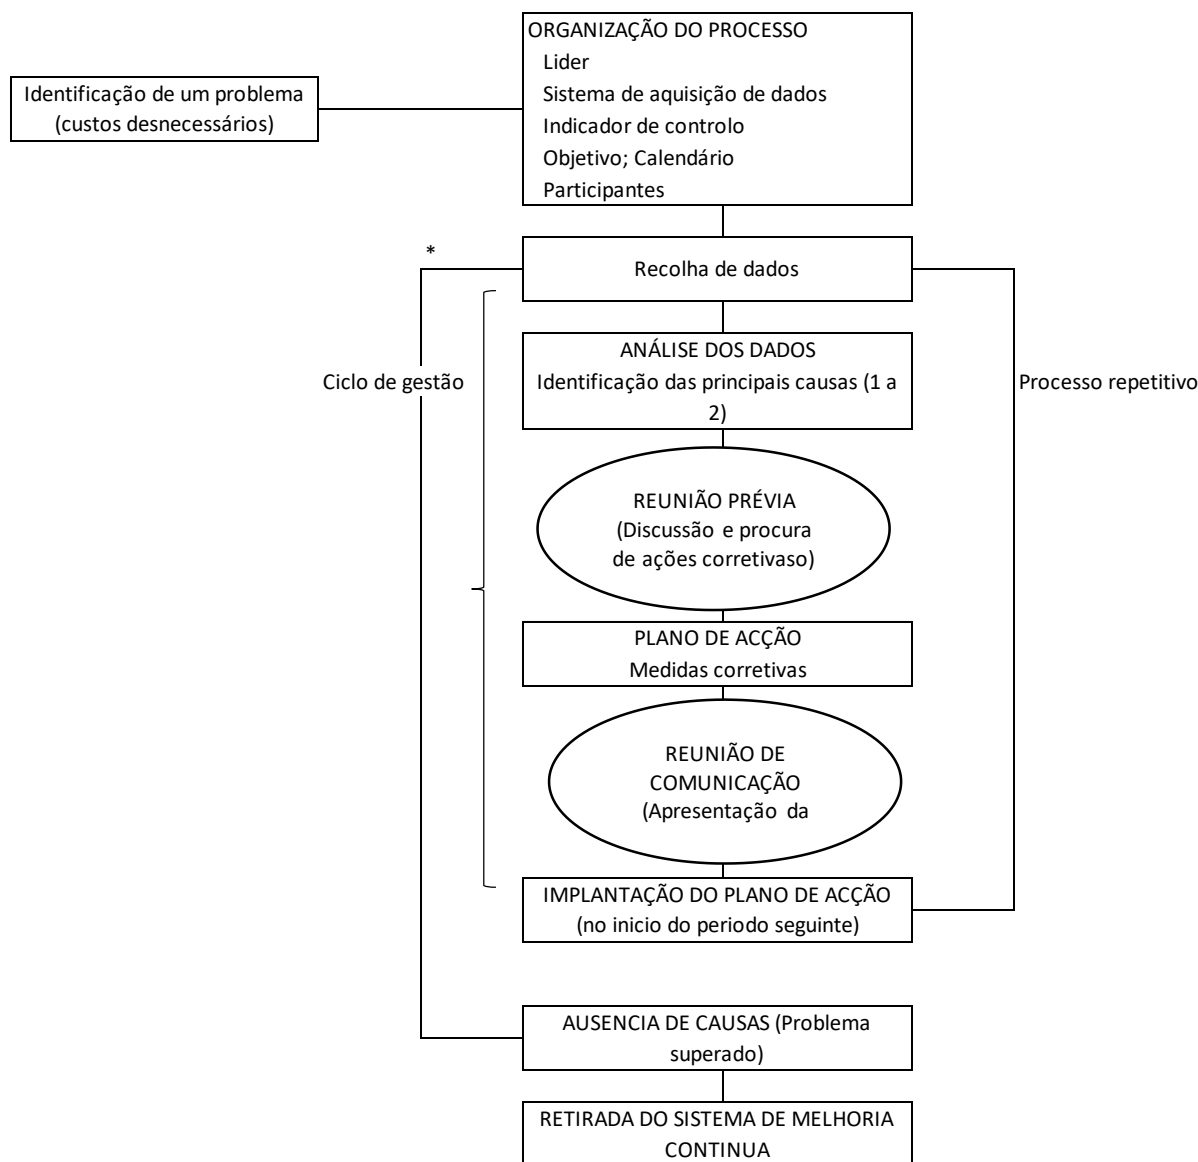 ORGANIZAÇÃO DO PROCESSO
Lider
Sistema de aquisição de dados
Indicador de controlo
Objetivo; Calendário
Participantes
Identificação de um problema
(custos desnecessários)
*
Recolha de dados
ANÁLISE DOS DADOS
Identificação das principais causas (1 a
2)
Ciclo de gestão
Processo repetitivo
REUNIÃO PRÉVIA
(Discussão e procura
de ações corretivaso)
PLANO DE ACÇÃO
Medidas corretivas
REUNIÃO DE
COMUNICAÇÃO
(Apresentação da
IMPLANTAÇÃO DO PLANO DE ACÇÃO
(no inicio do periodo seguinte)
AUSENCIA DE CAUSAS (Problema
superado)
RETIRADA DO SISTEMA DE MELHORIA
CONTINUA